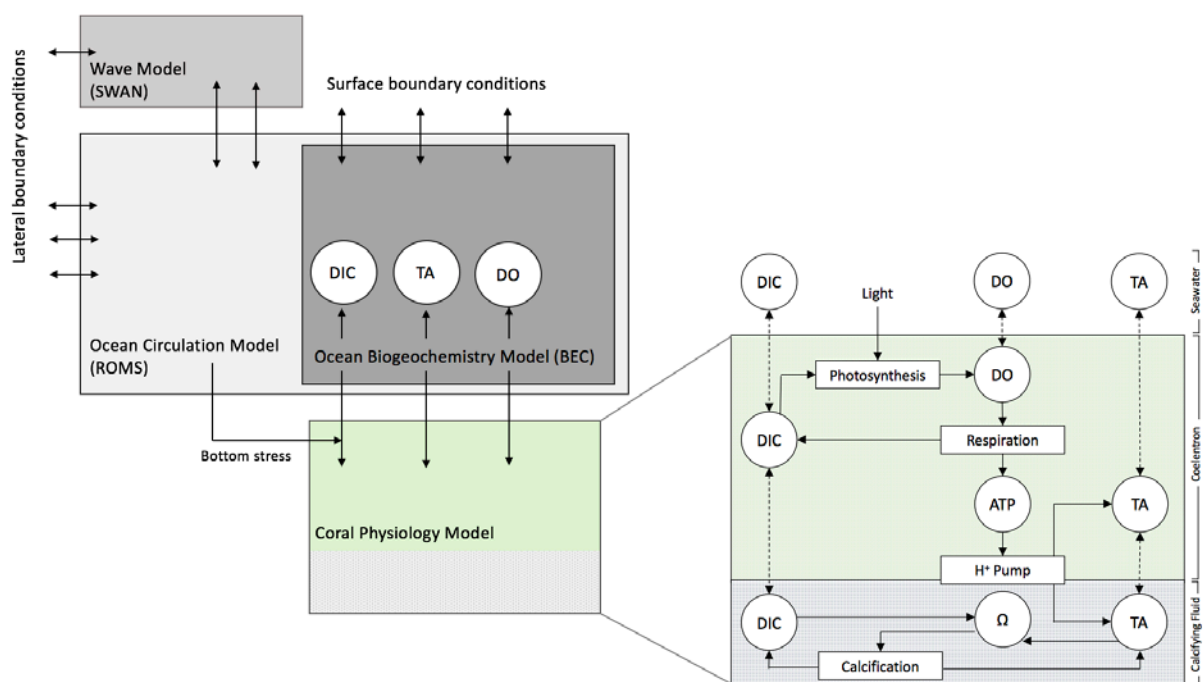 Lateral boundary conditions
Wave Model
(SWAN)
Surface boundary conditions
DIC
TA
DO
Ocean Circulation Model
(ROMS)
Ocean Biogeochemistry Model (BEC)
Bottom stress
Coral Physiology Model
DIC
DO
TA
Seawater
Light
Photosynthesis
DO
DIC
Respiration
ATP
TA
H⁺ Pump
Coelentron
DIC
Ω
TA
Calcification
Calcifying Fluid